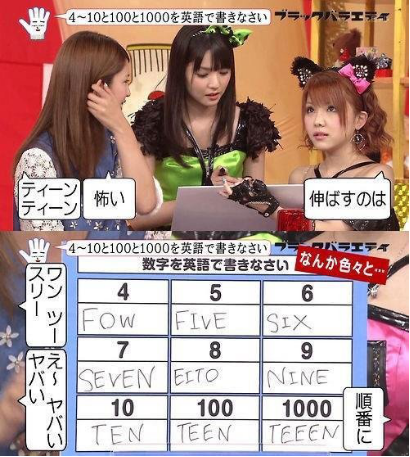 4~10と100と1000を英語で書きなさい
ブラックバラエティ
ティーン
ティーン
怖い
伸ばすのは
4~10と100と1000を英語で書きなさい
ブラックバラエティ
数字を英語で書きなさい
なんか色々と…
ワン ツー
スリー
4 5 6
FOW FIVE SIX
7 8 9
SEVEN EITO NINE
10 100 1000
TEN TEEN TEEEN
え~ ヤバい
ヤバい
順番に